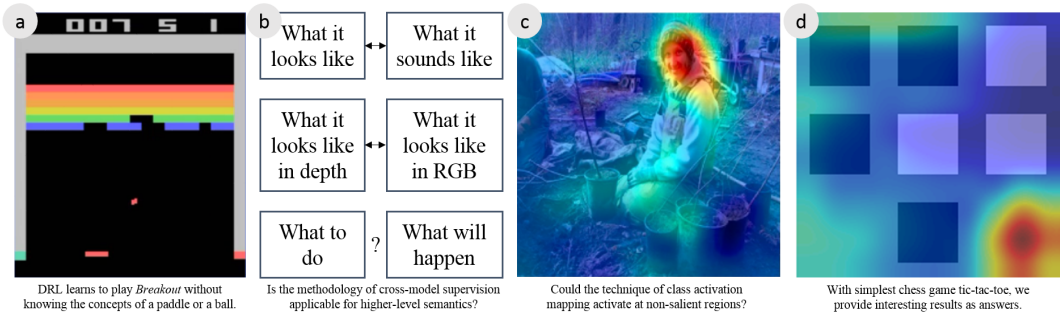 a
007 5 1
DRL learns to play Breakout without
knowing the concepts of a paddle or a ball.
b
What it
looks like
What it
sounds like
What it
looks like
in depth
What it
looks like
in RGB
What to
do
?
What will
happen
Is the methodology of cross-model supervision
applicable for higher-level semantics?
c
Could the technique of class activation
mapping activate at non-salient regions?
d
With simplest chess game tic-tac-toe, we
provide interesting results as answers.